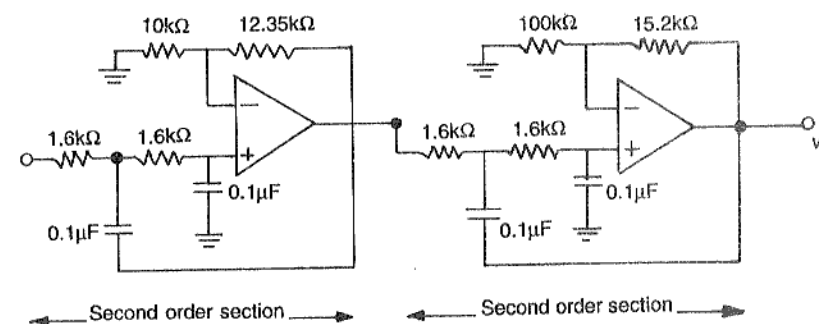 10kΩ 12.35kΩ 100kΩ 15.2kΩ
1.6kΩ 1.6kΩ 1.6kΩ 1.6kΩ
− + − +
0.1μF 0.1μF
0.1μF 0.1μF
v
Second order section Second order section